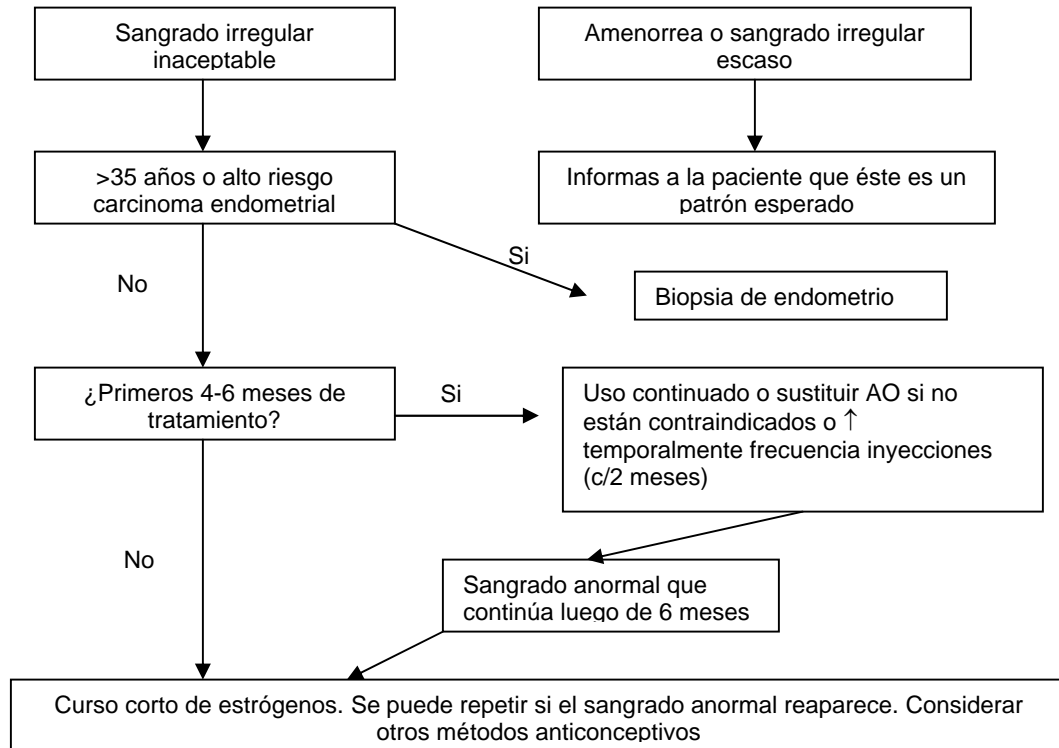 Sangrado irregular
inaceptable
Amenorrea o sangrado irregular
escaso
>35 años o alto riesgo
carcinoma endometrial
Informas a la paciente que éste es un
patrón esperado
Si
No
Biopsia de endometrio
¿Primeros 4-6 meses de
tratamiento?
Si
Uso continuado o sustituir AO si no
están contraindicados o ↑
temporalmente frecuencia inyecciones
(c/2 meses)
No
Sangrado anormal que
continúa luego de 6 meses
Curso corto de estrógenos. Se puede repetir si el sangrado anormal reaparece. Considerar
otros métodos anticonceptivos